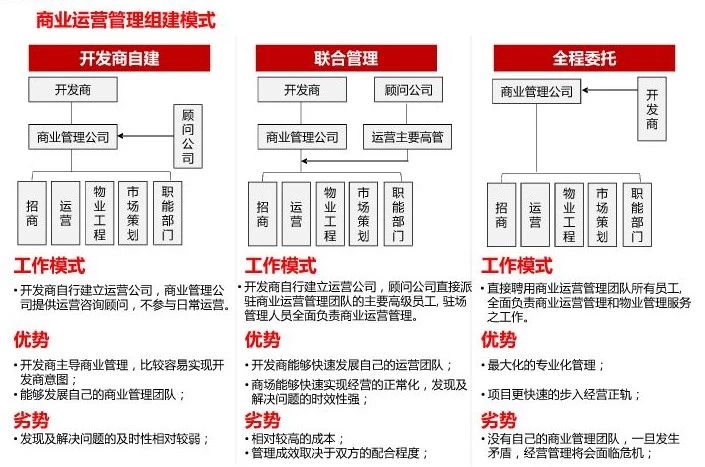 商业运营管理组建模式
开发商自建
开发商
顾问公司
商业管理公司
招商
运营
物业工程
市场策划
职能部门
工作模式
• 开发商自行建立运营公司，商业管理公
司提供运营咨询顾问，不参与日常运营。
优势
• 开发商主导商业管理，比较容易实现开
发商意图；
• 能够发展自己的商业管理团队；
劣势
• 发现及解决问题的及时性相对较弱；
联合管理
开发商
顾问公司
商业管理公司
运营主要高管
招商
运营
物业工程
市场策划
职能部门
工作模式
• 开发商自行建立运营公司，顾问公司直接派
驻商业运营管理团队的主要高级员工, 驻场
管理人员全面负责商业运营管理。
优势
• 开发商能够快速发展自己的运营团队；
• 商场能够快速实现经营的正常化，发现及
解决问题的时效性强；
劣势
• 相对较高的成本；
• 管理成效取决于双方的配合程度；
全程委托
商业管理公司
开发商
招商
运营
物业工程
市场策划
职能部门
工作模式
• 直接聘用商业运营管理团队所有员工,
全面负责商业运营管理和物业管理服务
之工作。
优势
• 最大化的专业化管理；
• 项目更快速的步入经营正轨；
劣势
• 没有自己的商业管理团队，一旦发生
矛盾，经营管理将会面临危机；